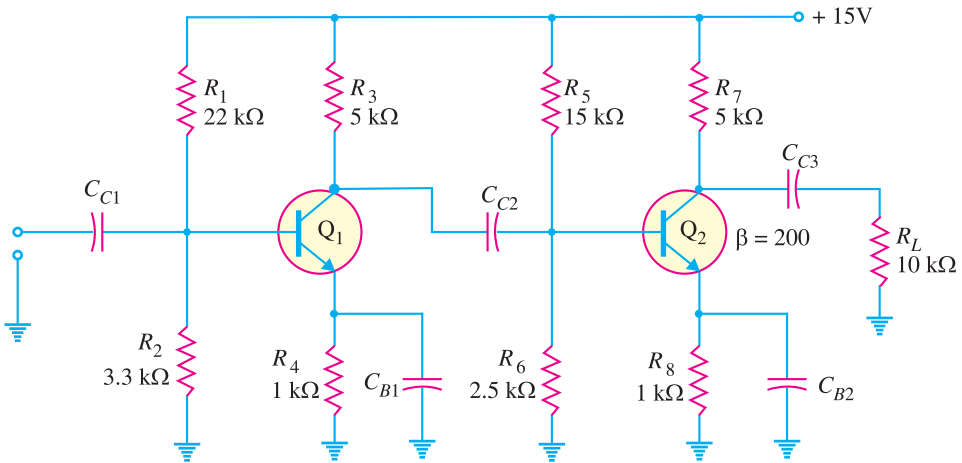 + 15V
R1
22 kΩ
R3
5 kΩ
R5
15 kΩ
R7
5 kΩ
CC1
Q1
CC2
Q2
β = 200
CC3
RL
10 kΩ
R2
3.3 kΩ
R4
1 kΩ
CB1
R6
2.5 kΩ
R8
1 kΩ
CB2